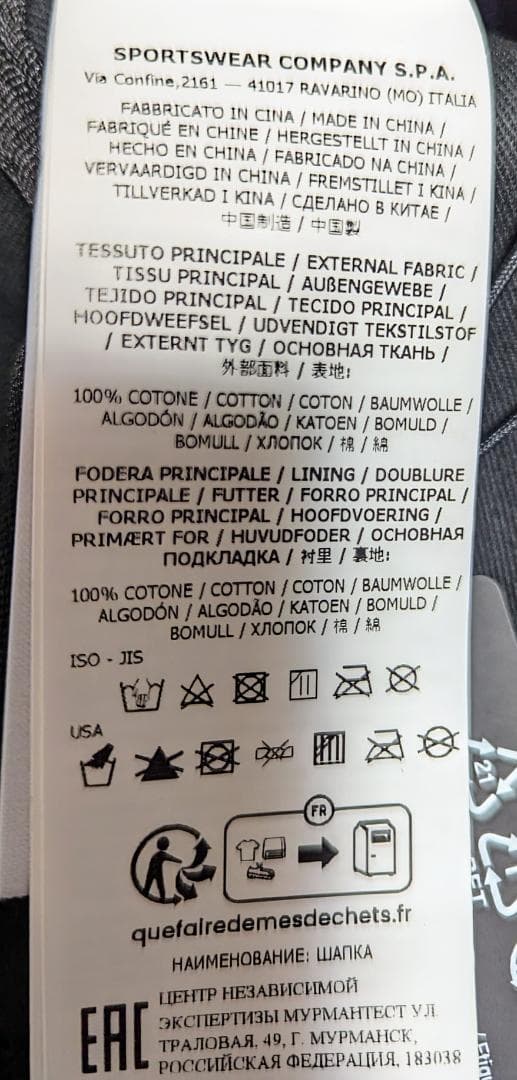 SPORTSWEAR COMPANY S.P.A.
Via Confine,2161 — 41017 RAVARINO (MO) ITALIA
FABBRICATO IN CINA / MADE IN CHINA /
FABRIQUÉ EN CHINE / HERGESTELLT IN CHINA /
HECHO EN CHINA / FABRICADO NA CHINA /
VERVAARDIGD IN CHINA / FREMSTILLET I KINA /
TILLVERKAD I KINA / СДЕЛАНО В КИТАЕ /
中国制造 / 中国製
TESSUTO PRINCIPALE / EXTERNAL FABRIC /
TISSU PRINCIPAL / AUßENGEWEBE /
TEJIDO PRINCIPAL / TECIDO PRINCIPAL /
HOOFDWEEFSEL / UDVENDIGT TEKSTILSTOF
/ EXTERNT TYG / ОСНОВНАЯ ТКАНЬ /
外部面料 / 表地:
100% COTONE / COTTON / COTON / BAUMWOLLE /
ALGODÓN / ALGODÃO / KATOEN / BOMULD /
BOMULL / ХЛОПОК / 棉 / 綿
FODERA PRINCIPALE / LINING / DOUBLURE
PRINCIPALE / FUTTER / FORRO PRINCIPAL /
FORRO PRINCIPAL / HOOFDVOERING /
PRIMÆRT FOR / HUVUDFODER / ОСНОВНАЯ
ПОДКЛАДКА / 衬里 / 裏地:
100% COTONE / COTTON / COTON / BAUMWOLLE /
ALGODÓN / ALGODÃO / KATOEN / BOMULD /
BOMULL / ХЛОПОК / 棉 / 綿
ISO - JIS
USA
FR
quefairedemesdechets.fr
НАИМЕНОВАНИЕ: ШАПКА
EAC
ЦЕНТР НЕЗАВИСИМОЙ
ЭКСПЕРТИЗЫ МУРМАНТЕСТ УЛ.
ТРАЛОВАЯ, 49, Г. МУРМАНСК,
РОССИЙСКАЯ ФЕДЕРАЦИЯ, 183038
21
PET